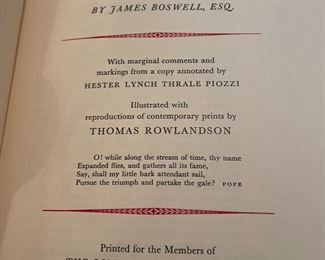 BY JAMES BOSWELL, ESQ.
With marginal comments and
markings from a copy annotated by
HESTER LYNCH THRALE PIOZZI
Illustrated with
reproductions of contemporary prints by
THOMAS ROWLANDSON
O! while along the stream of time, thy name
Expanded flies, and gathers all its fame,
Say, shall my little bark attendant sail,
Pursue the triumph and partake the gale? POPE
Printed for the Members of